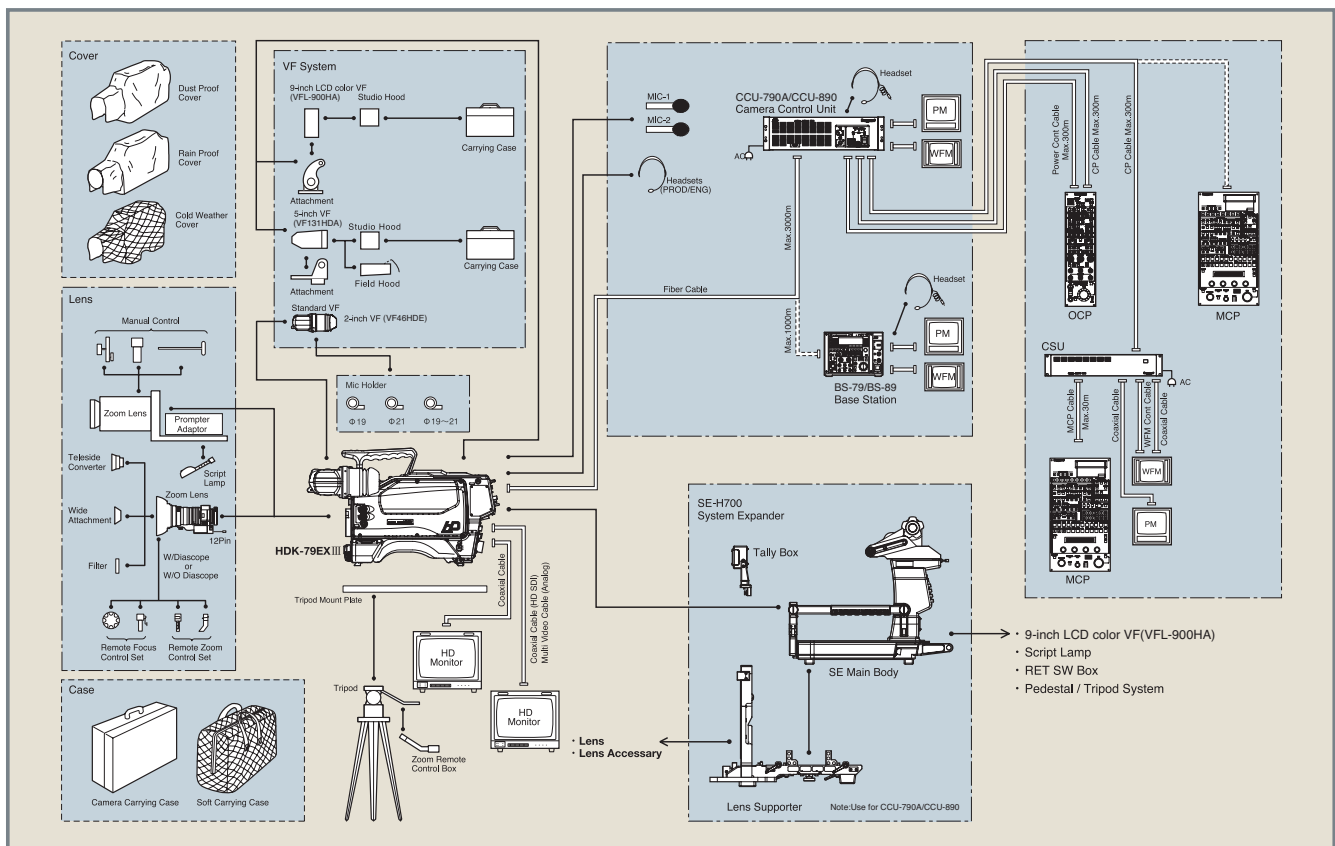 Cover
Dust Proof
Cover
Rain Proof
Cover
Cold Weather
Cover
VF System
9-inch LCD color VF
(VFL-900HA)
Studio Hood
Carrying Case
Attachment
5-inch VF
(VF131HDA)
Studio Hood
Carrying Case
Field Hood
Attachment
Standard VF
2-inch VF (VF46HDE)
Mic Holder
Φ19
Φ21
Φ19~21
Lens
Manual Control
Zoom Lens
Prompter
Adaptor
Teleside
Converter
Script
Lamp
Zoom Lens
Wide
Attachment
12Pin
Filter
W/Diascope
or
W/O Diascope
Remote Focus
Control Set
Remote Zoom
Control Set
Case
Camera Carrying Case
Soft Carrying Case
HDK-79EXIII
Tripod Mount Plate
Tripod
Zoom Remote
Control Box
Coaxial Cable
Coaxial Cable (HD SDI)
Multi Video Cable (Analog)
HD
Monitor
HD
Monitor
MIC-1
MIC-2
Headsets
(PROD/ENG)
CCU-790A/CCU-890
Camera Control Unit
Headset
PM
WFM
AC
Max.3000m
Fiber Cable
Max.1000m
Headset
PM
WFM
BS-79/BS-89
Base Station
Power Cont Cable
Max.300m
CP Cable Max.300m
CP Cable Max.300m
OCP
MCP
CSU
AC
MCP Cable
Max.30m
Coaxial Cable
WFM Cont Cable
Coaxial Cable
WFM
PM
MCP
SE-H700
System Expander
Tally Box
SE Main Body
Lens Supporter
Note:Use for CCU-790A/CCU-890
・Lens
・Lens Accessary
・9-inch LCD color VF(VFL-900HA)
・Script Lamp
・RET SW Box
・Pedestal / Tripod System